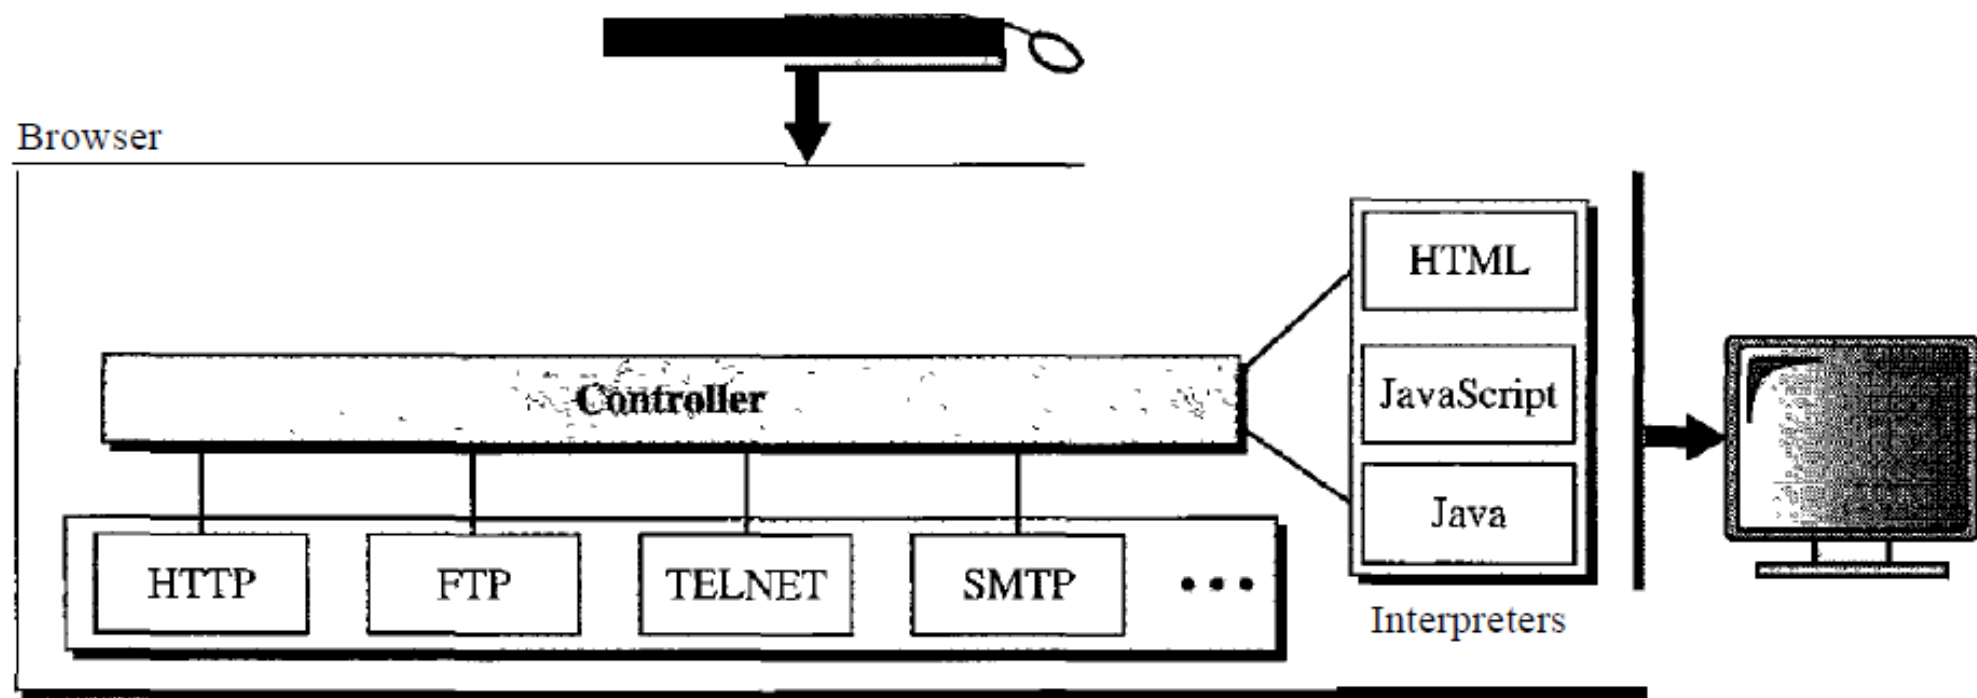 Browser
HTML
Controller
JavaScript
Java
HTTP FTP TELNET SMTP •••
Interpreters